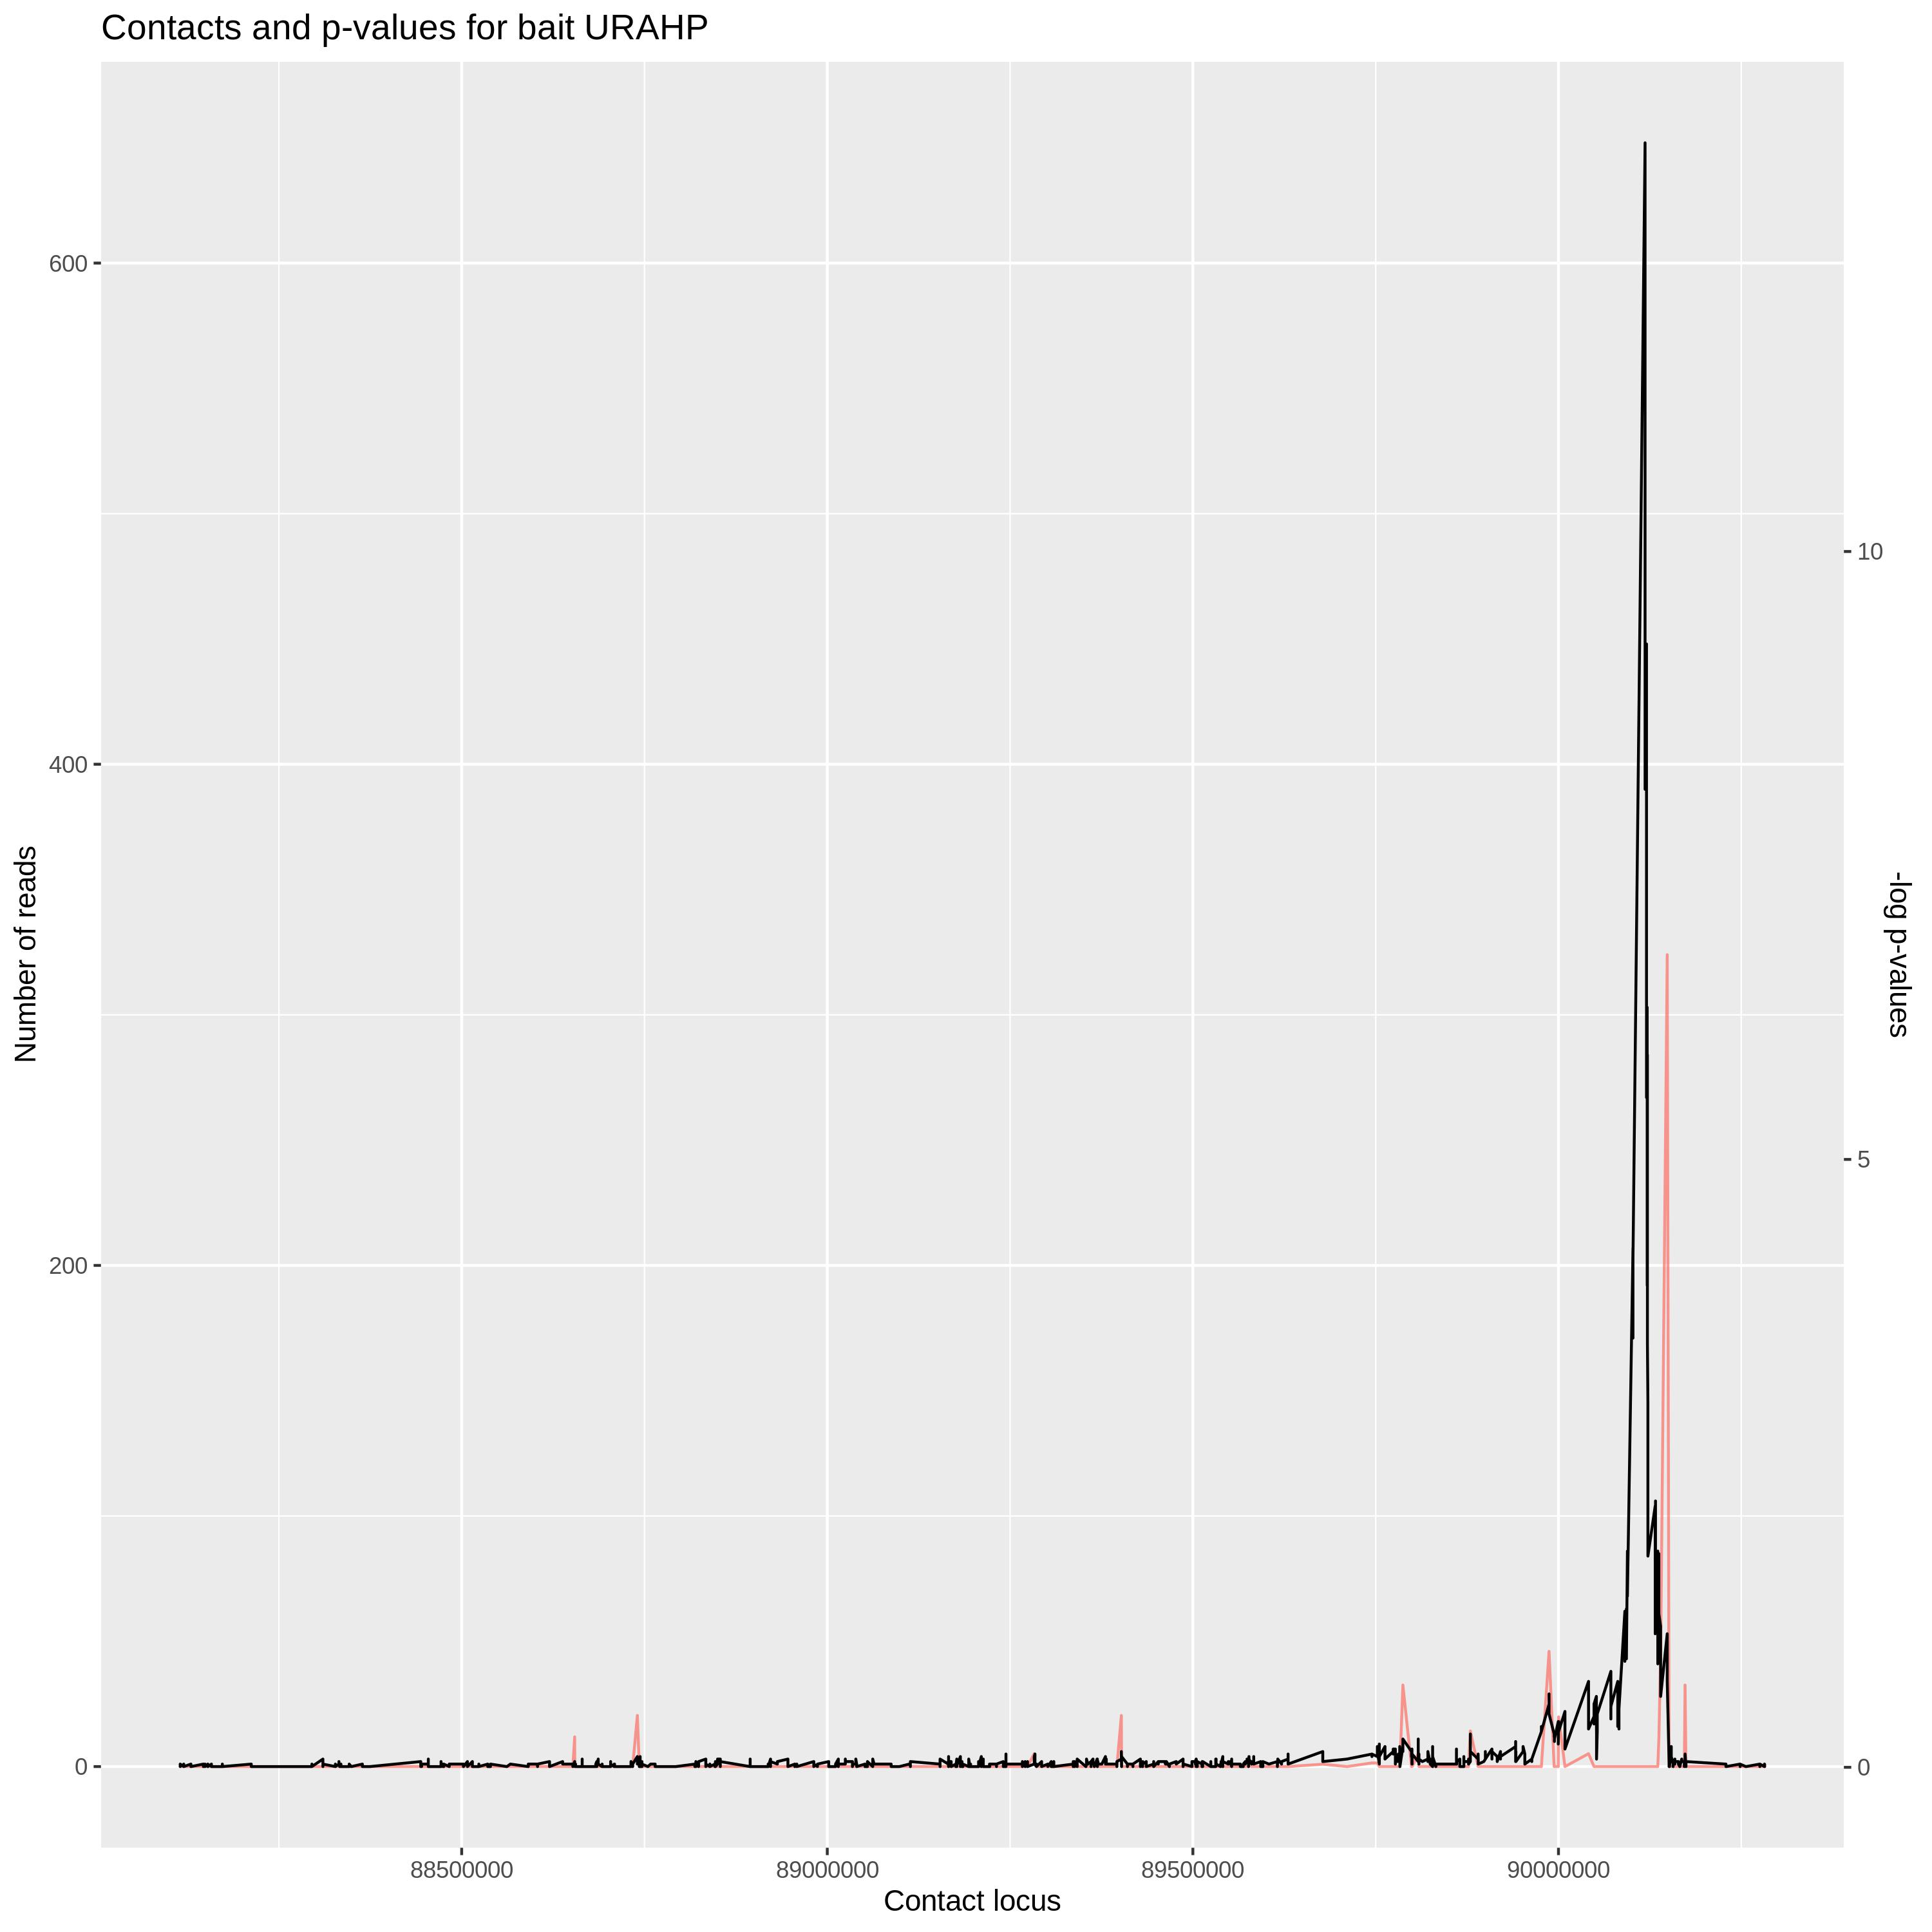 Contacts and p-values for bait URAHP
600
400
200
0
10
5
0
Number of reads
-log p-values
88500000
89000000
89500000
90000000
Contact locus